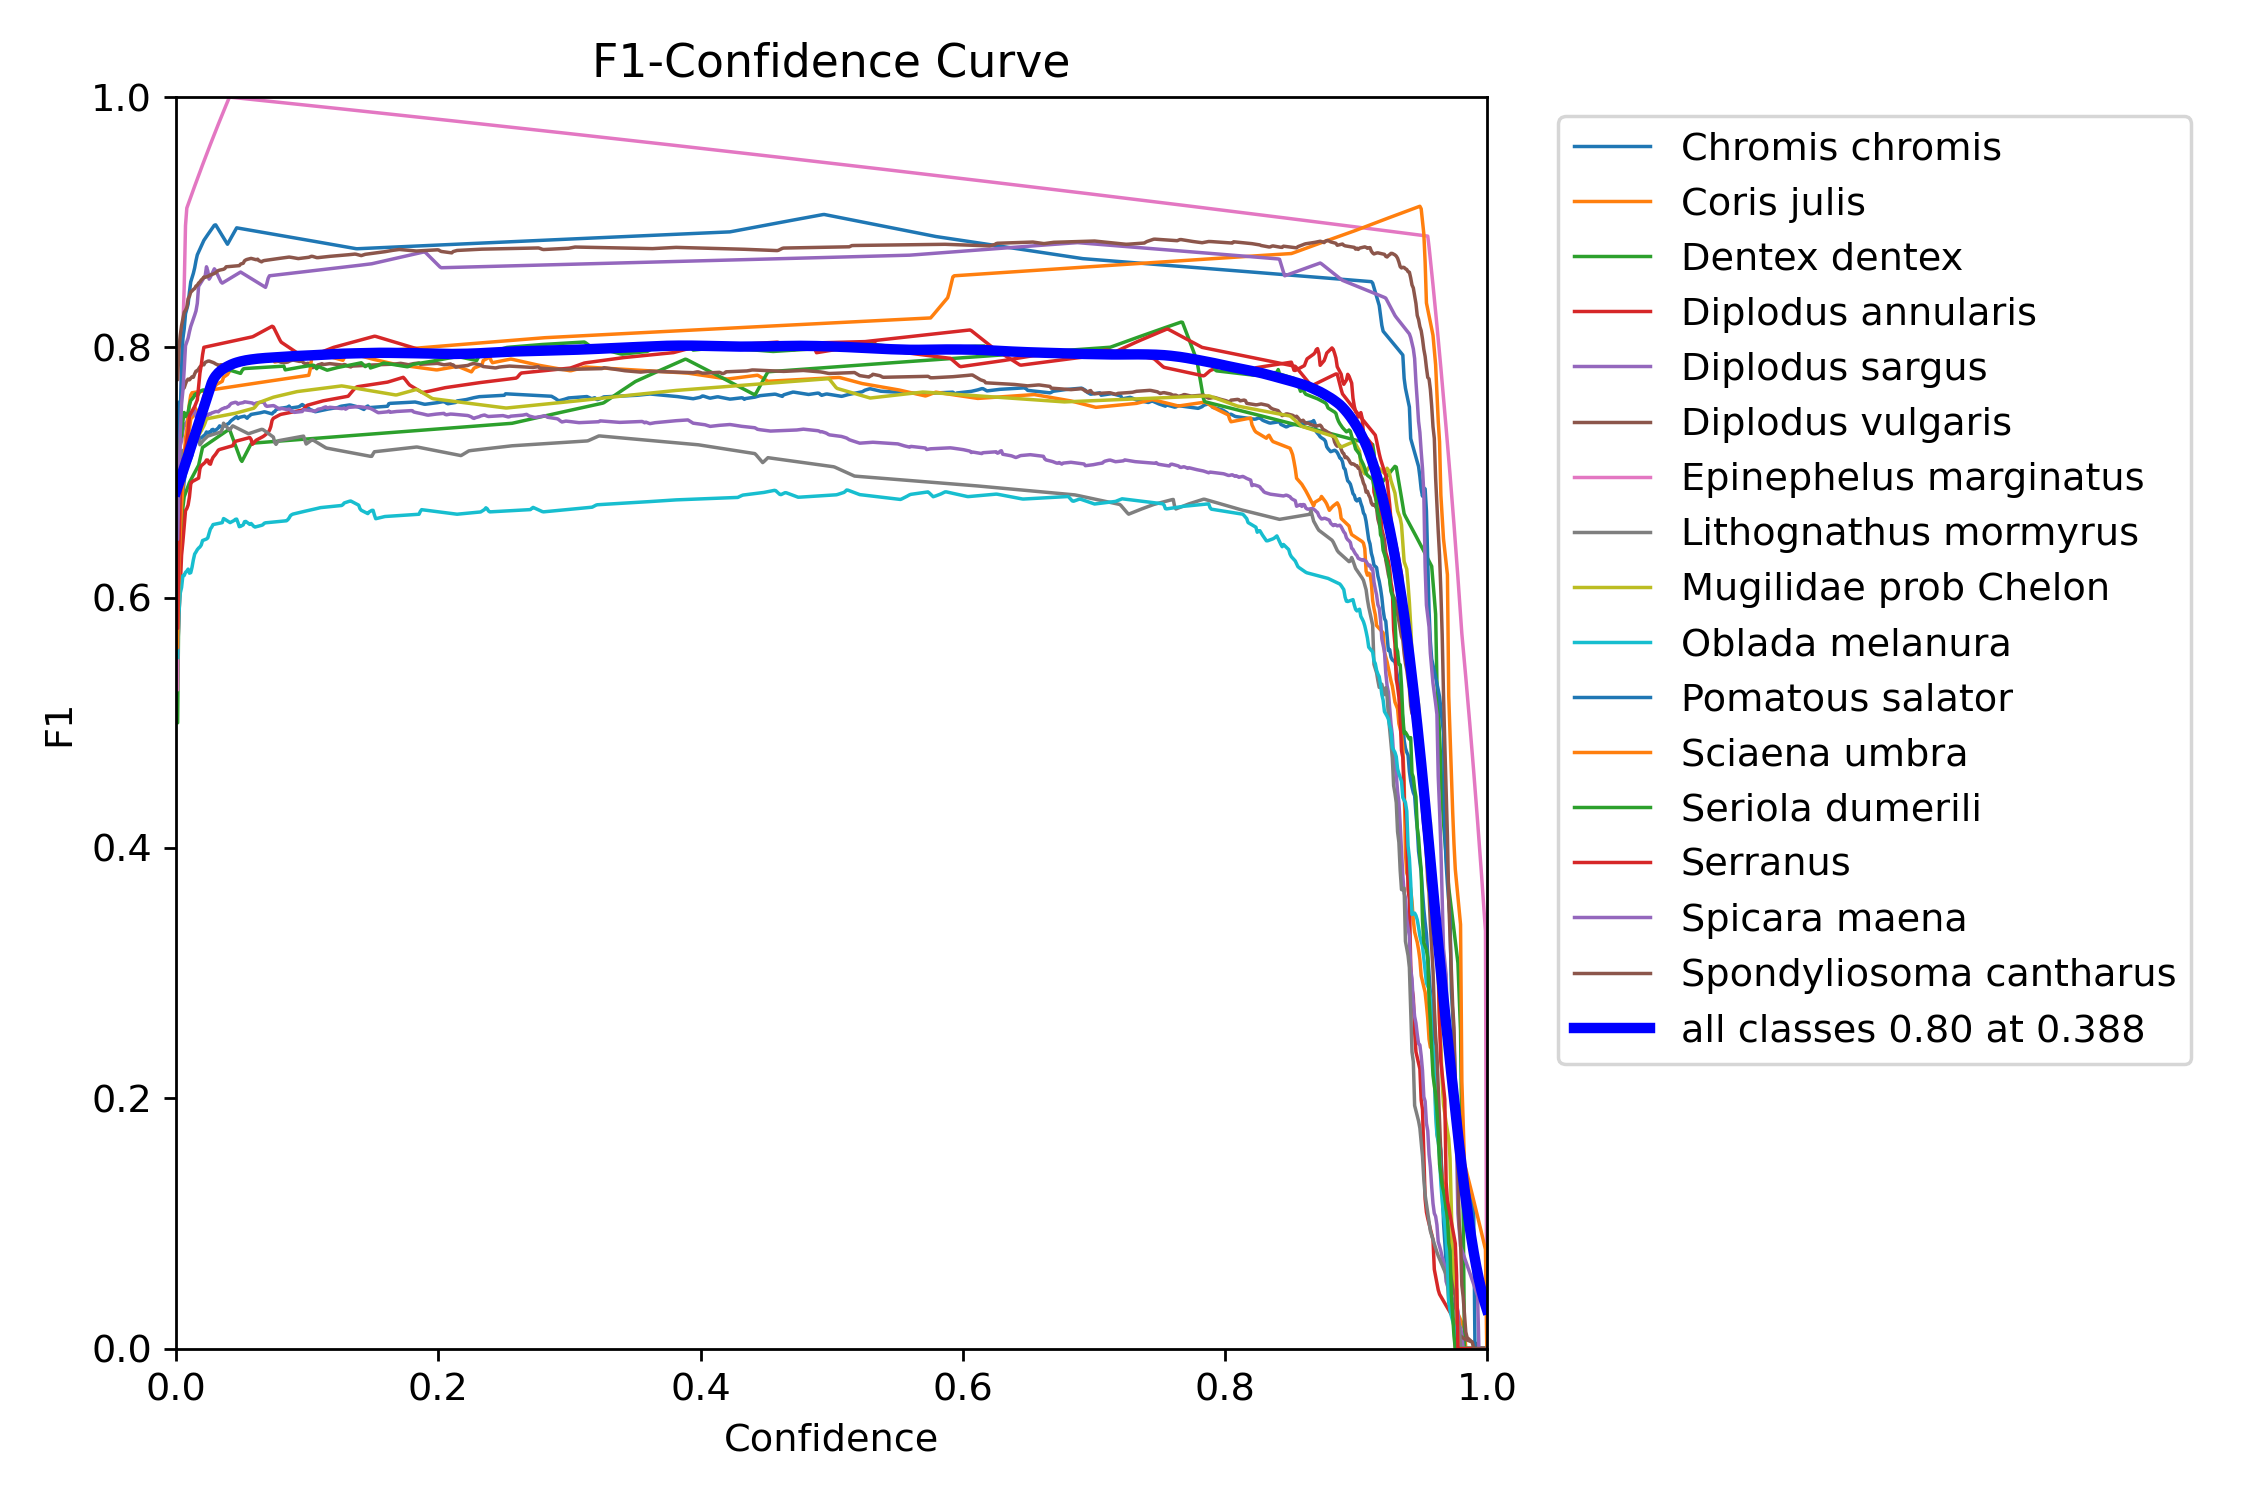 F1-Confidence Curve
1.0
0.8
0.6
0.4
0.2
0.0
F1
0.0 0.2 0.4 0.6 0.8 1.0
Confidence
Chromis chromis
Coris julis
Dentex dentex
Diplodus annularis
Diplodus sargus
Diplodus vulgaris
Epinephelus marginatus
Lithognathus mormyrus
Mugilidae prob Chelon
Oblada melanura
Pomatous salator
Sciaena umbra
Seriola dumerili
Serranus
Spicara maena
Spondyliosoma cantharus
all classes 0.80 at 0.388